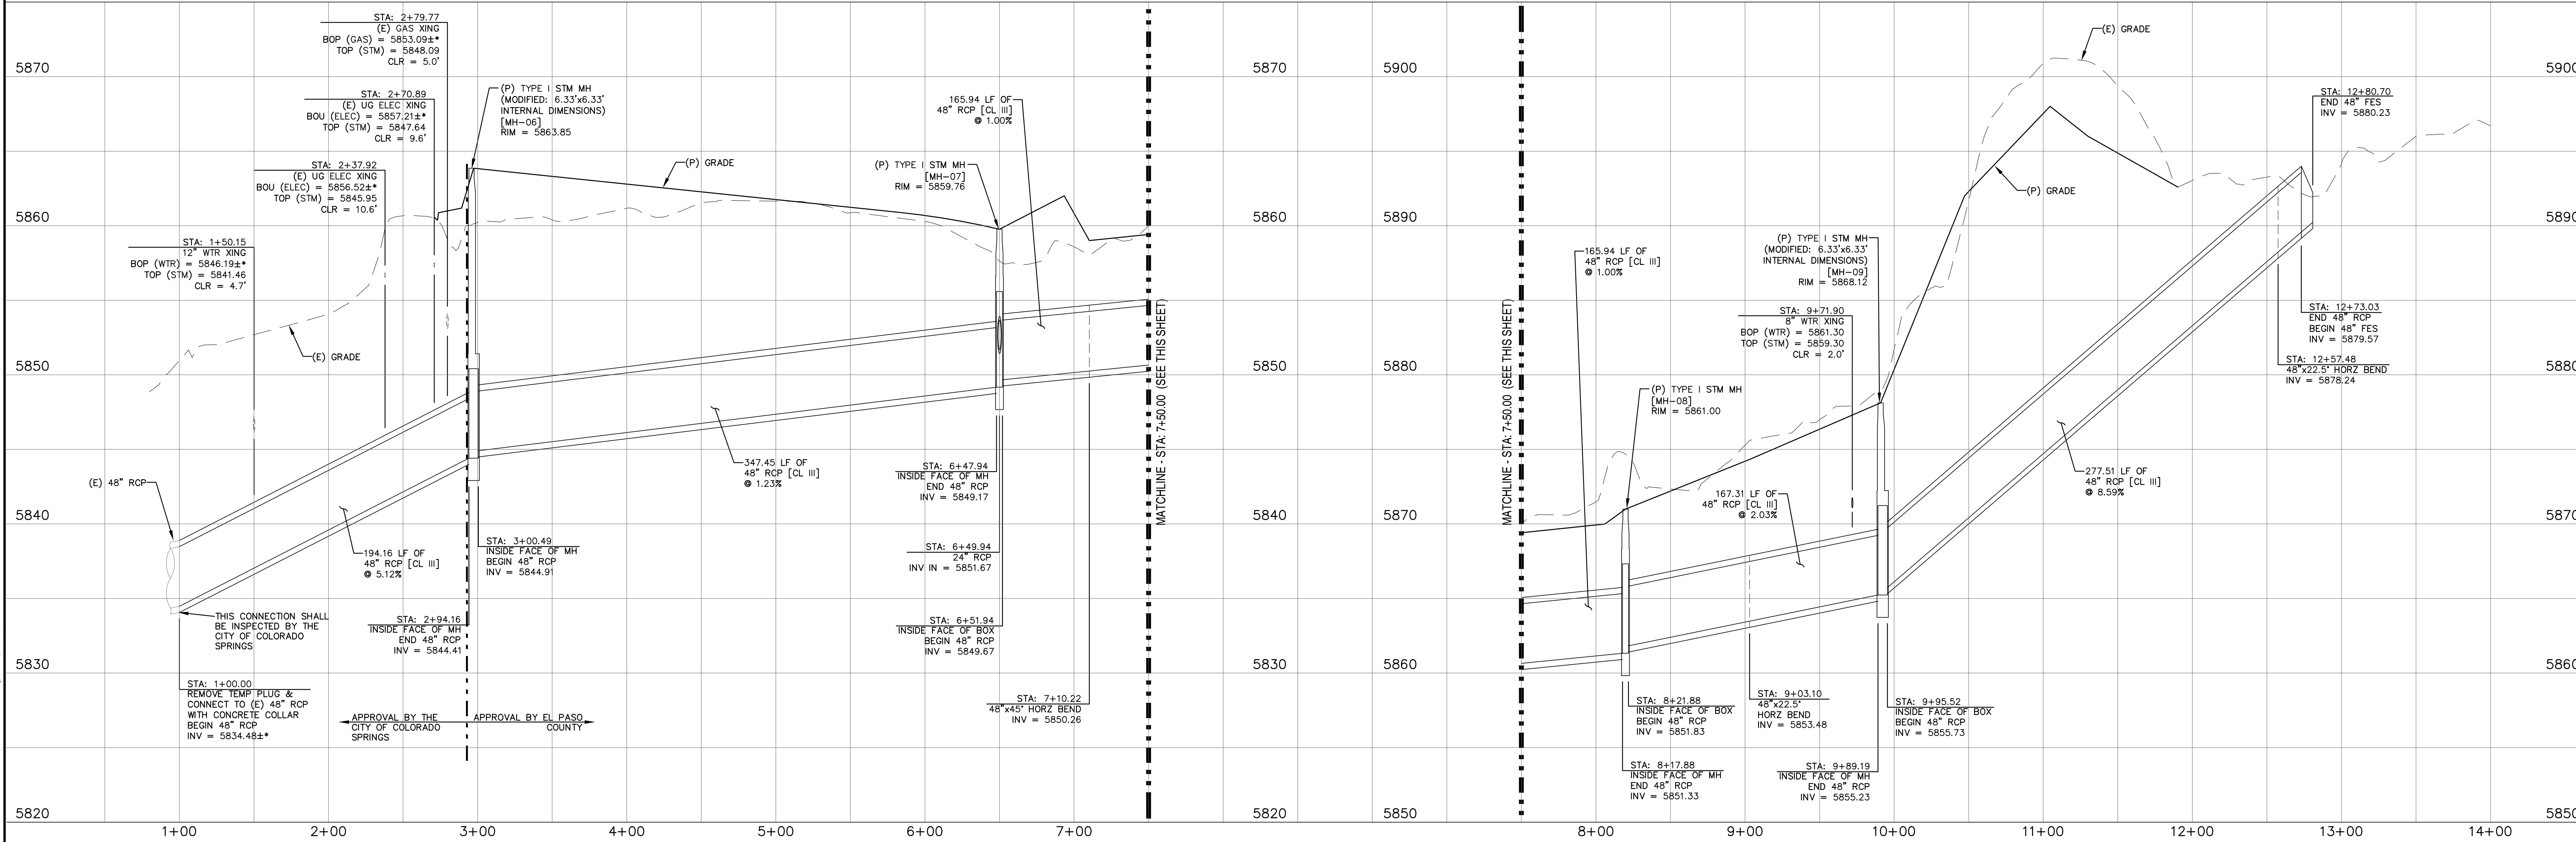 STA: 2+79.77
(E) GAS XING
BOP (GAS) = 5853.09±*
TOP (STM) = 5848.09
CLR = 5.0'
STA: 2+70.89
(E) UG ELEC XING
BOU (ELEC) = 5857.21±*
TOP (STM) = 5847.64
CLR = 9.6'
STA: 2+37.92
(E) UG ELEC XING
BOU (ELEC) = 5856.52±*
TOP (STM) = 5845.95
CLR = 10.6'
STA: 1+50.15
12" WTR XING
BOP (WTR) = 5846.19±*
TOP (STM) = 5841.46
CLR = 4.7'
(P) TYPE I STM MH
(MODIFIED: 6.33'x6.33'
INTERNAL DIMENSIONS)
[MH-06]
RIM = 5863.85
(P) GRADE
165.94 LF OF
48" RCP [CL III]
@ 1.00%
(P) TYPE I STM MH
[MH-07]
RIM = 5859.76
(E) GRADE
(E) 48" RCP
194.16 LF OF
48" RCP [CL III]
@ 5.12%
THIS CONNECTION SHALL
BE INSPECTED BY THE
CITY OF COLORADO
SPRINGS
STA: 1+00.00
REMOVE TEMP PLUG &
CONNECT TO (E) 48" RCP
WITH CONCRETE COLLAR
BEGIN 48" RCP
INV = 5834.48±*
STA: 2+94.16
INSIDE FACE OF MH
END 48" RCP
INV = 5844.41
STA: 3+00.49
INSIDE FACE OF MH
BEGIN 48" RCP
INV = 5844.91
APPROVAL BY THE
CITY OF COLORADO
SPRINGS
APPROVAL BY EL PASO
COUNTY
347.45 LF OF
48" RCP [CL III]
@ 1.23%
STA: 6+47.94
INSIDE FACE OF MH
END 48" RCP
INV = 5849.17
STA: 6+49.94
24" RCP
INV IN = 5851.67
STA: 6+51.94
INSIDE FACE OF BOX
BEGIN 48" RCP
INV = 5849.67
STA: 7+10.22
48"x45° HORZ BEND
INV = 5850.26
MATCHLINE - STA: 7+50.00 (SEE THIS SHEET)
5870
5860
5850
5840
5830
5820
5870
5860
5850
5840
5830
5820
1+00
2+00
3+00
4+00
5+00
6+00
7+00
5900
5890
5880
5870
5860
5850
MATCHLINE - STA: 7+50.00 (SEE THIS SHEET)
165.94 LF OF
48" RCP [CL III]
@ 1.00%
(P) TYPE I STM MH
[MH-08]
RIM = 5861.00
(P) TYPE I STM MH
(MODIFIED: 6.33'x6.33'
INTERNAL DIMENSIONS)
[MH-09]
RIM = 5868.12
STA: 9+71.90
8" WTR XING
BOP (WTR) = 5861.30
TOP (STM) = 5859.30
CLR = 2.0'
167.31 LF OF
48" RCP [CL III]
@ 2.03%
(E) GRADE
(P) GRADE
STA: 12+80.70
END 48" FES
INV = 5880.23
STA: 12+73.03
END 48" RCP
BEGIN 48" FES
INV = 5879.57
STA: 12+57.48
48"x22.5° HORZ BEND
INV = 5878.24
277.51 LF OF
48" RCP [CL III]
@ 8.59%
STA: 8+21.88
INSIDE FACE OF BOX
BEGIN 48" RCP
INV = 5851.83
STA: 8+17.88
INSIDE FACE OF MH
END 48" RCP
INV = 5851.33
STA: 9+03.10
48"x22.5°
HORZ BEND
INV = 5853.48
STA: 9+89.19
INSIDE FACE OF MH
END 48" RCP
INV = 5855.23
STA: 9+95.52
INSIDE FACE OF BOX
BEGIN 48" RCP
INV = 5855.73
8+00
9+00
10+00
11+00
12+00
13+00
14+00